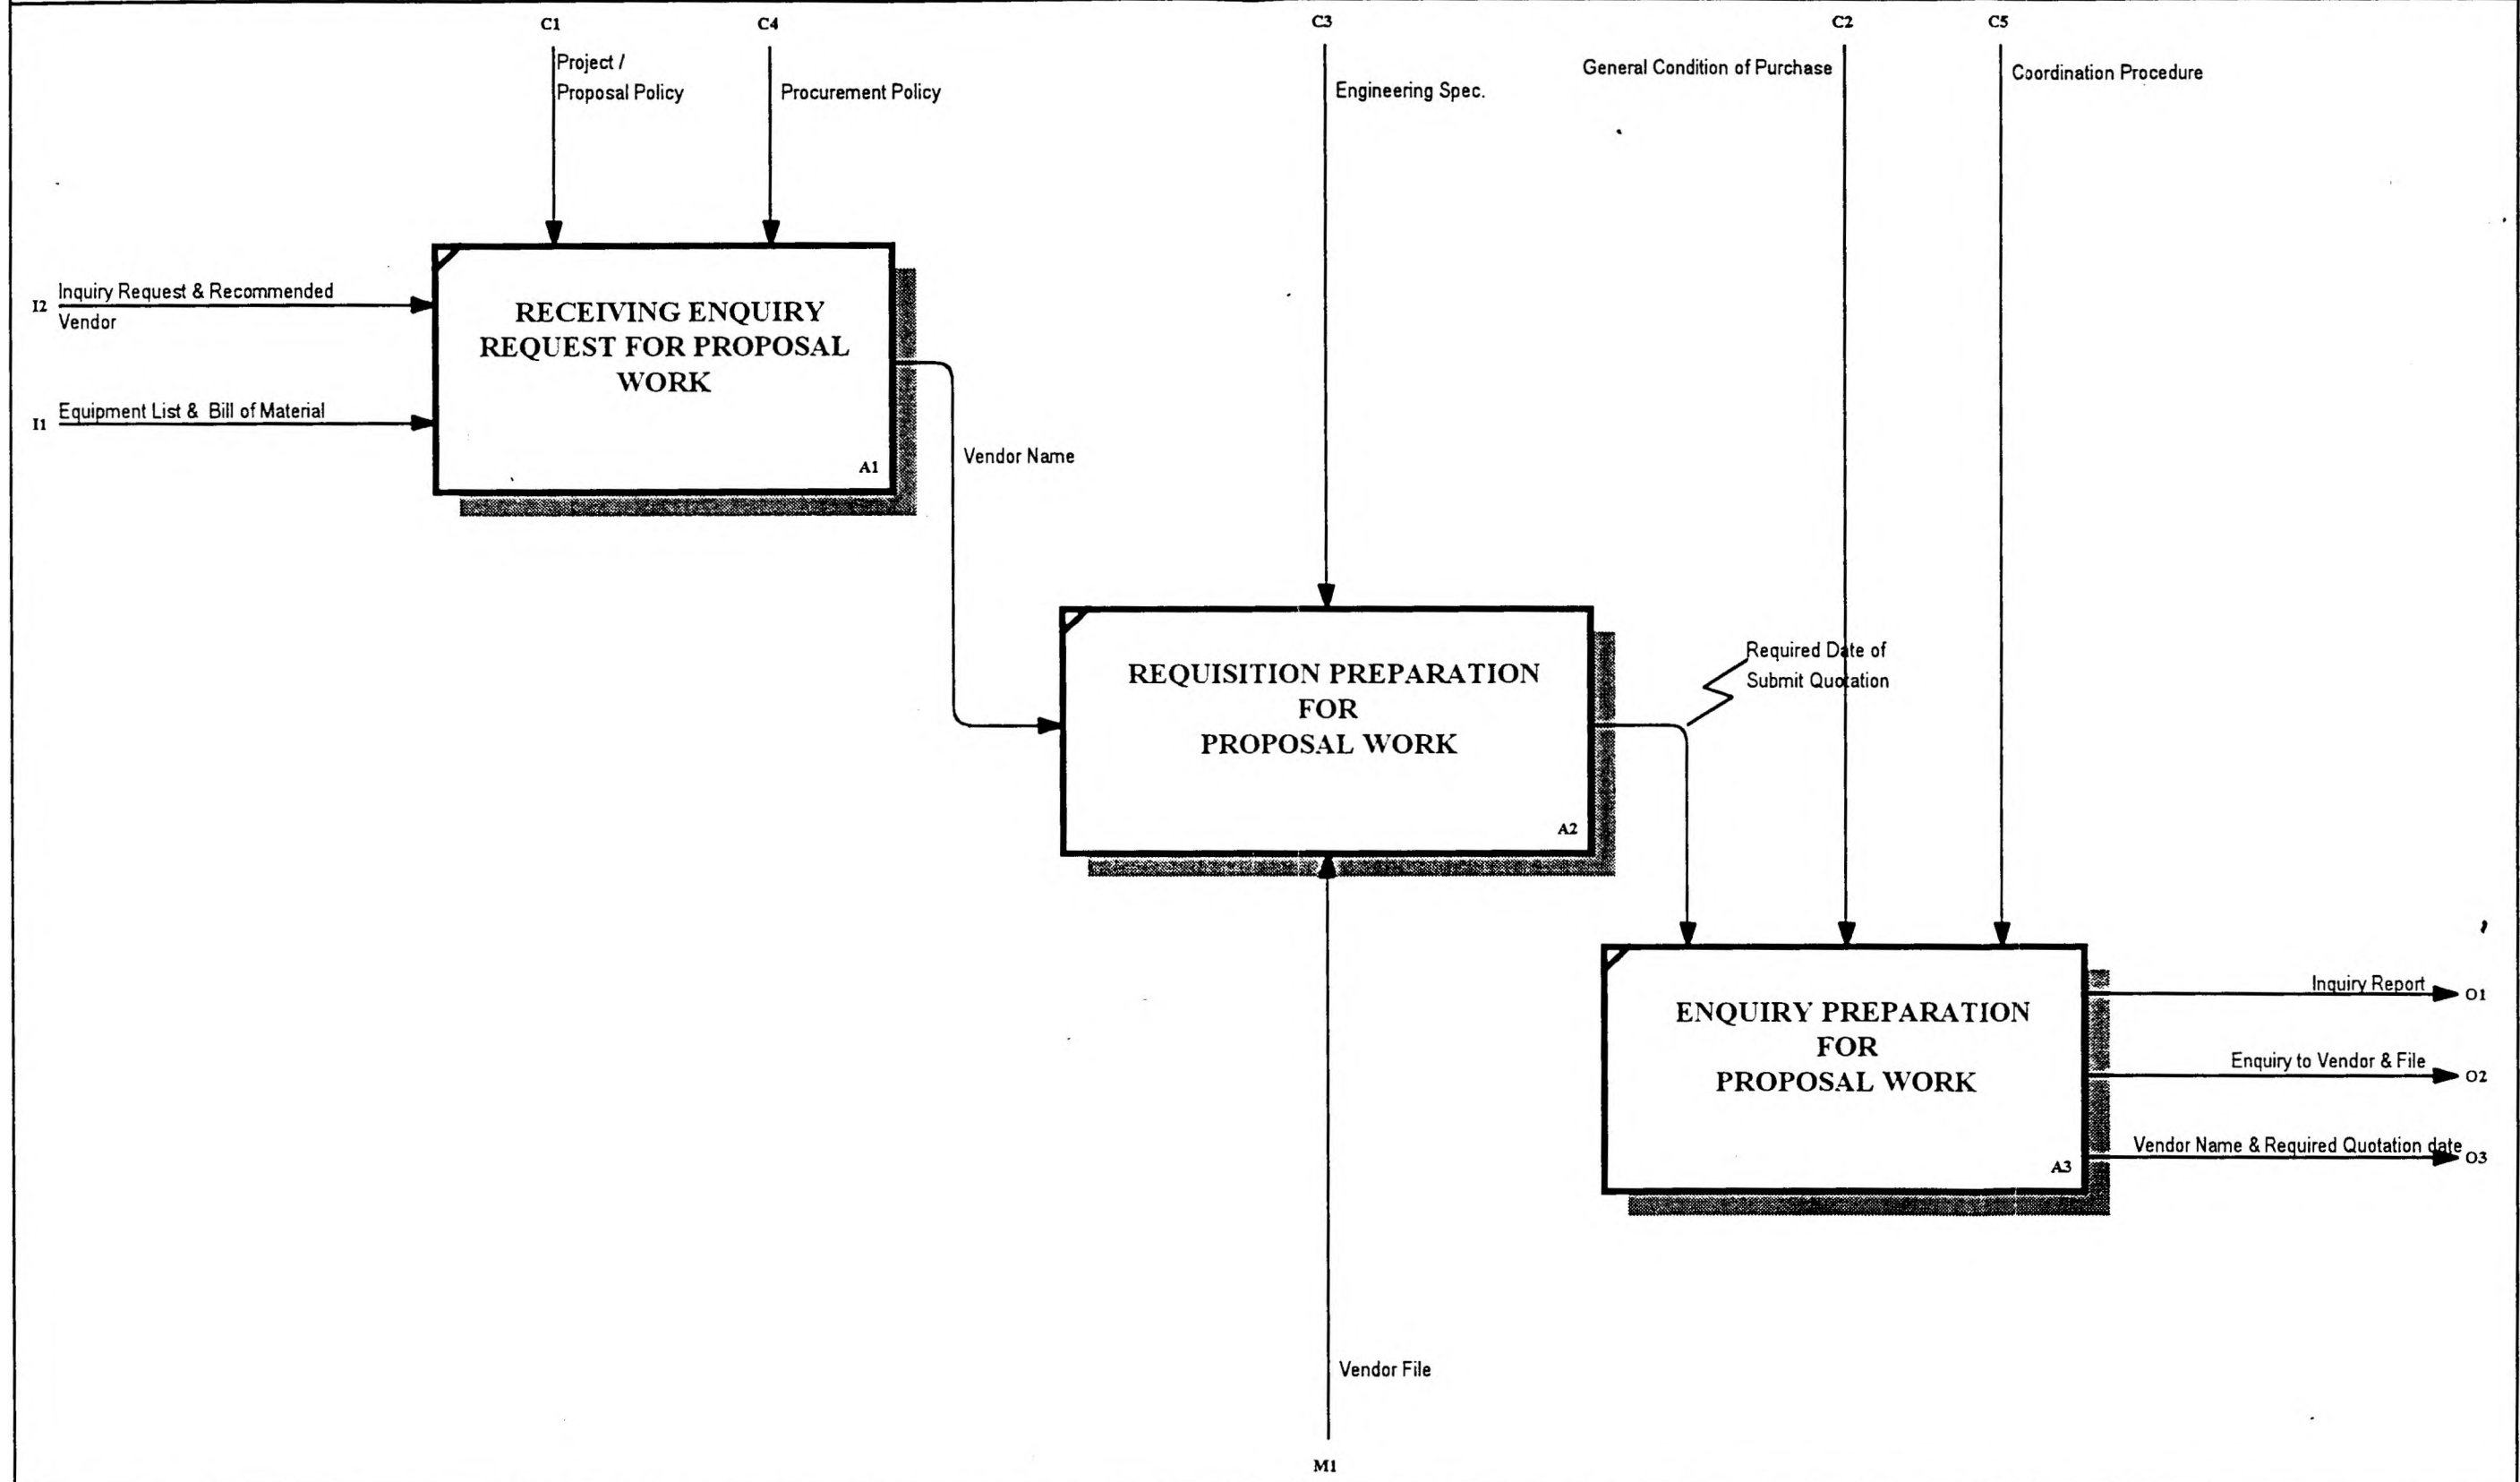 C1
C4
C3
C2
C5
Project /
Proposal Policy
Procurement Policy
Engineering Spec.
General Condition of Purchase
Coordination Procedure
I2
Inquiry Request & Recommended
Vendor
I1
Equipment List & Bill of Material
RECEIVING ENQUIRY
REQUEST FOR PROPOSAL
WORK
A1
Vendor Name
REQUISITION PREPARATION
FOR
PROPOSAL WORK
A2
Required Date of
Submit Quotation
ENQUIRY PREPARATION
FOR
PROPOSAL WORK
A3
Inquiry Report
O1
Enquiry to Vendor & File
O2
Vendor Name & Required Quotation date
O3
Vendor File
M1